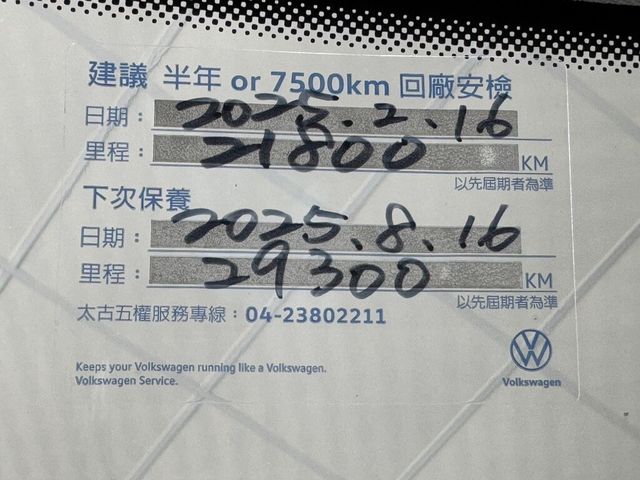 建議 半年 or 7500km 回廠安檢
日期：2025.2.16
里程：21800 KM
以先屆期者為準
下次保養
日期：2025.8.16
里程：29300 KM
以先屆期者為準
太古五權服務專線：04-23802211
Keeps your Volkswagen running like a Volkswagen.
Volkswagen Service.
Volkswagen